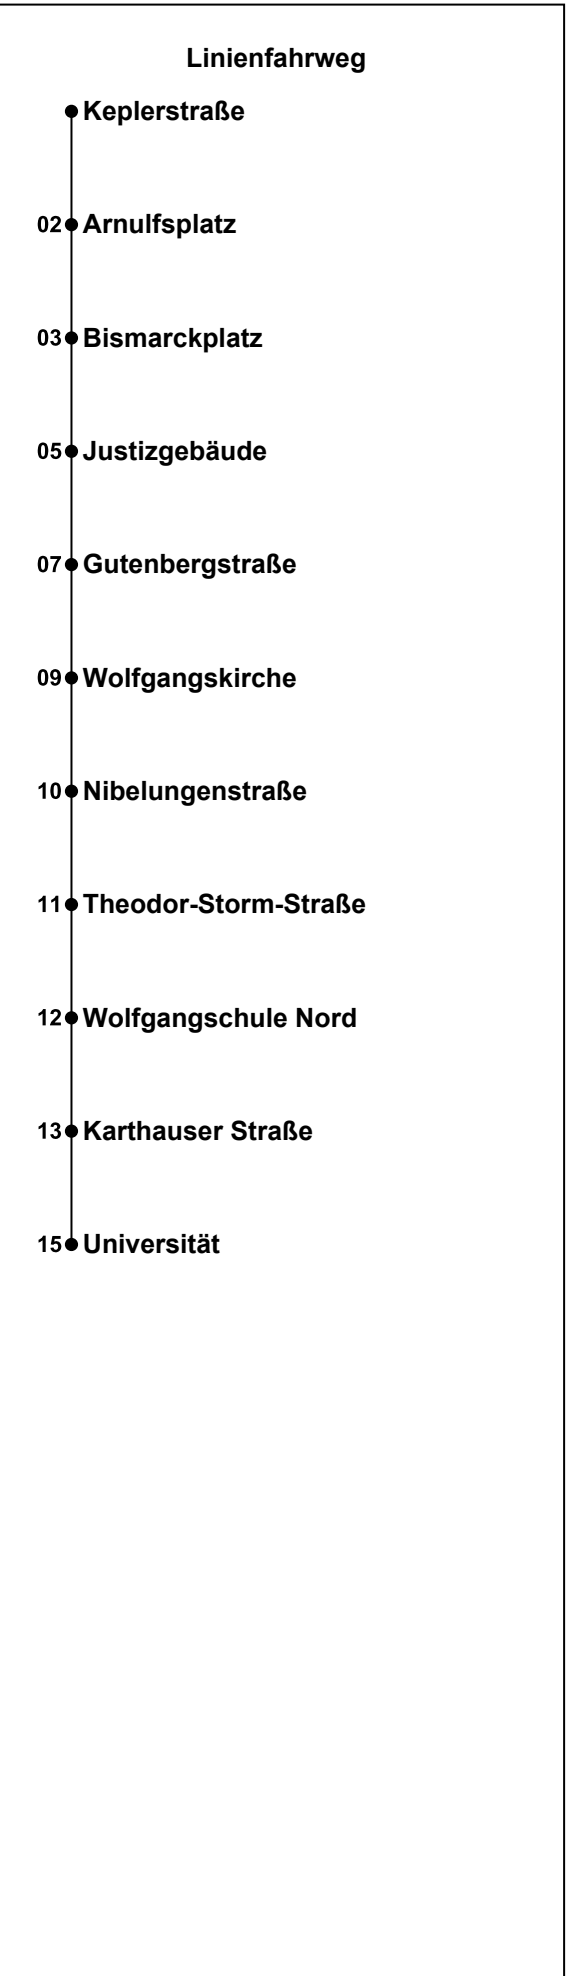 Linienfahrweg
Keplerstraße
02 Arnulfsplatz
03 Bismarckplatz
05 Justizgebäude
07 Gutenbergstraße
09 Wolfgangskirche
10 Nibelungenstraße
11 Theodor-Storm-Straße
12 Wolfgangschule Nord
13 Karthauser Straße
15 Universität